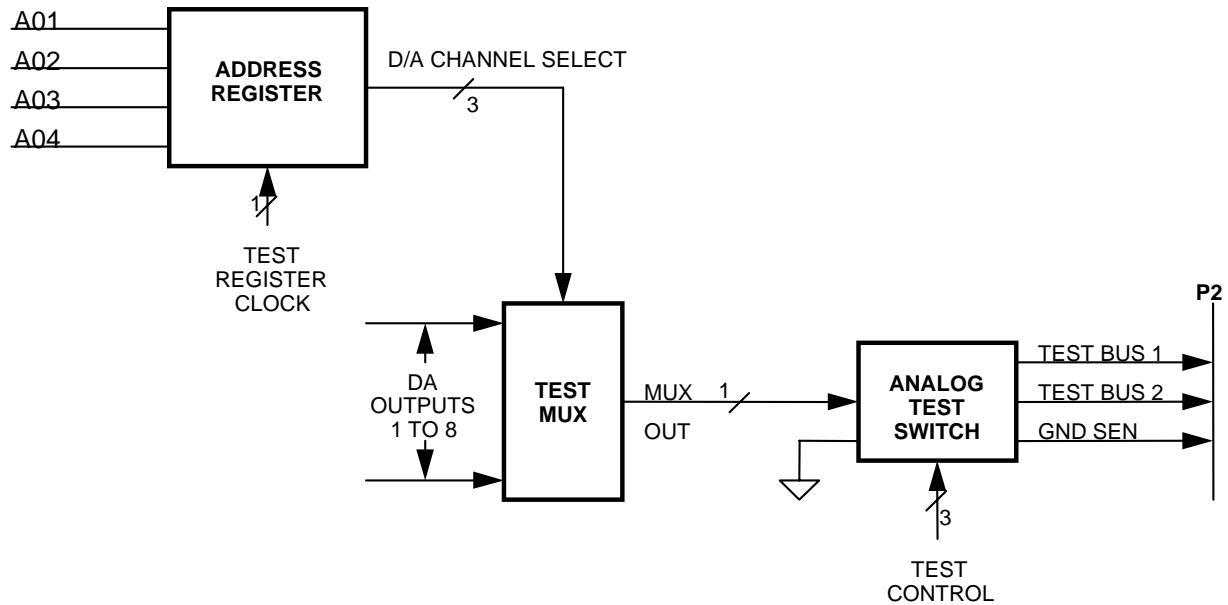 A01
A02
A03
A04
ADDRESS
REGISTER
D/A CHANNEL SELECT
3
1
TEST
REGISTER
CLOCK
DA
OUTPUTS
1 TO 8
TEST
MUX
MUX
OUT
1
ANALOG
TEST
SWITCH
P2
TEST BUS 1
TEST BUS 2
GND SEN
3
TEST
CONTROL